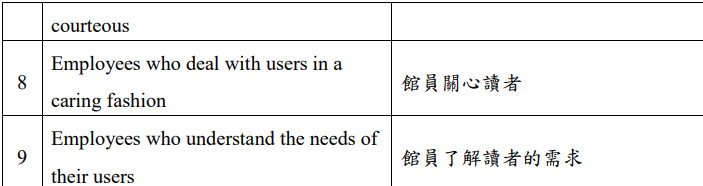 courteous
8
Employees who deal with users in a
caring fashion
館員關心讀者
9
Employees who understand the needs of
their users
館員了解讀者的需求